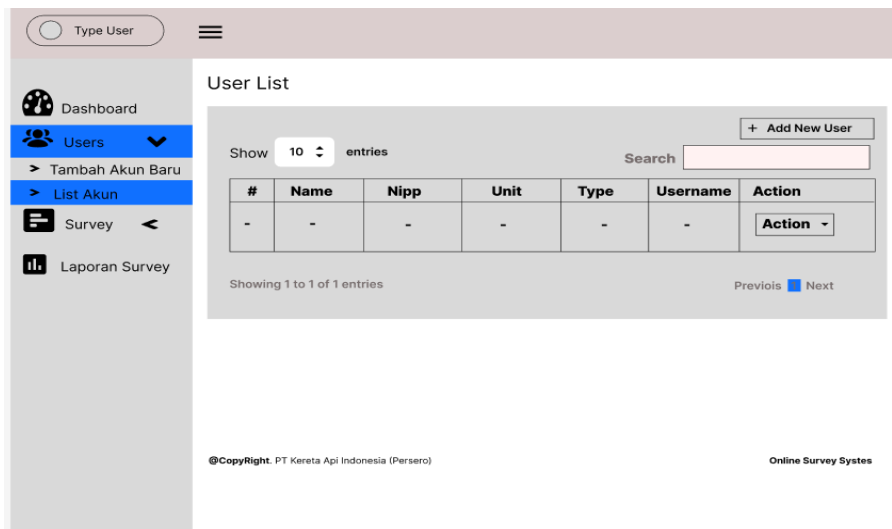 Type User
Dashboard
Users
Tambah Akun Baru
List Akun
Survey
Laporan Survey
User List
+ Add New User
Show 10 entries
Search
# Name Nipp Unit Type Username Action
- - - - - - Action
Showing 1 to 1 of 1 entries
Previois 1 Next
@CopyRight. PT Kereta Api Indonesia (Persero)
Online Survey Systes